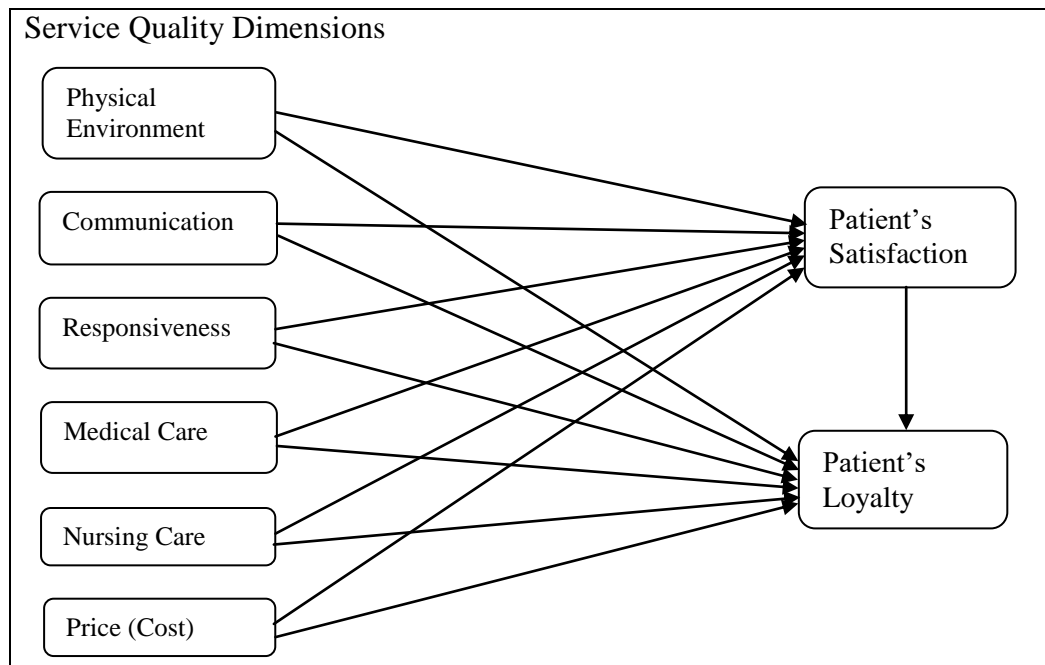 Service Quality Dimensions
Physical
Environment
Communication
Responsiveness
Medical Care
Nursing Care
Price (Cost)
Patient’s
Satisfaction
Patient’s
Loyalty